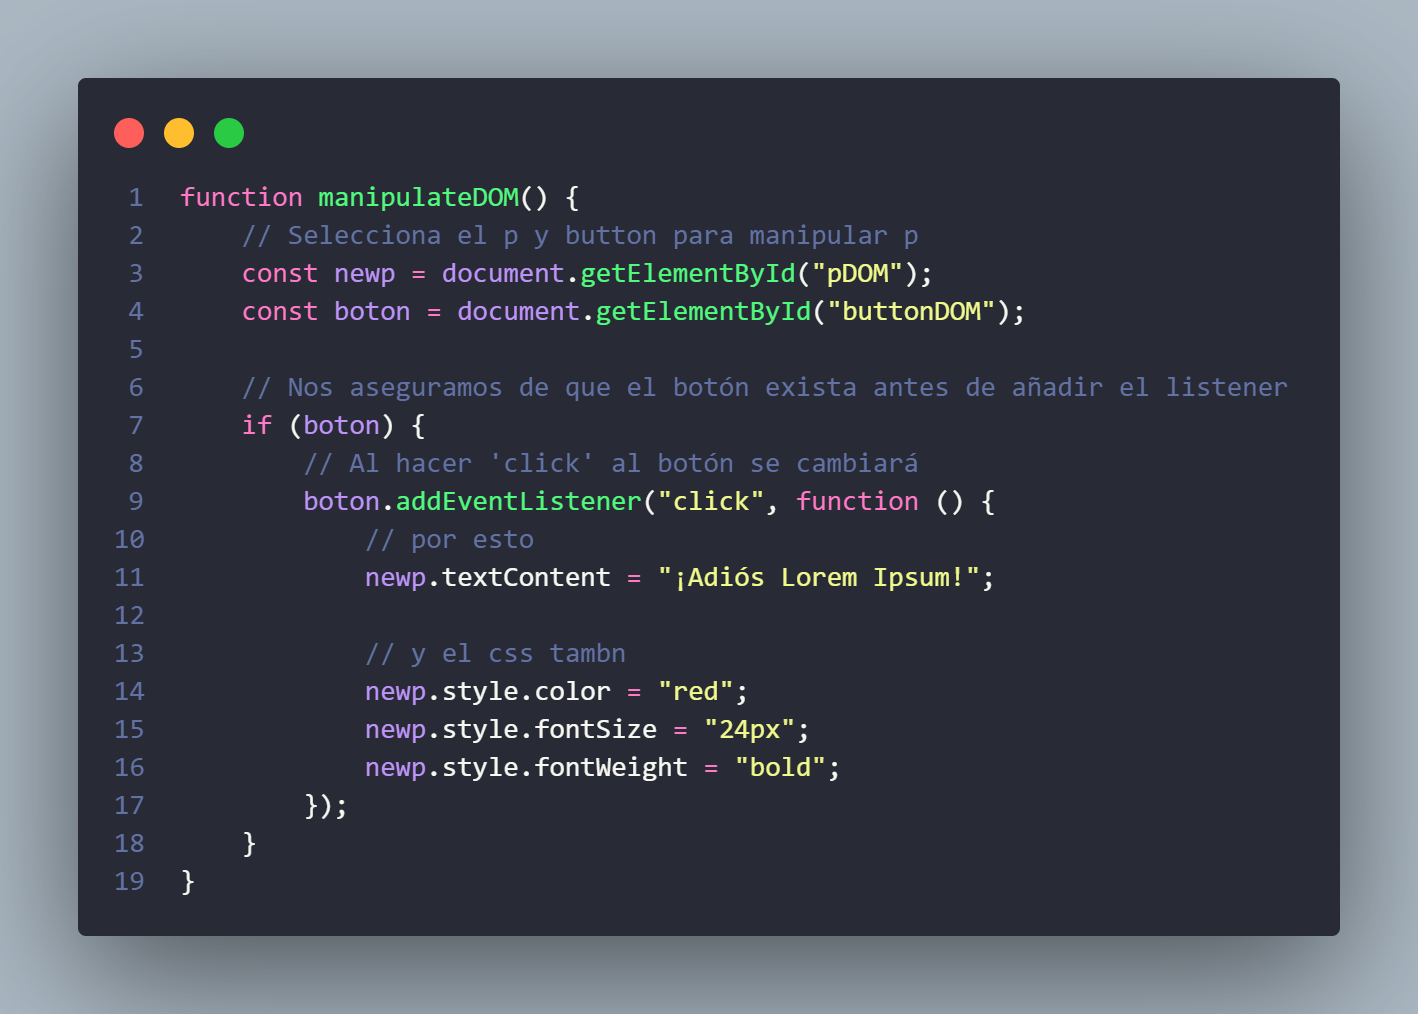 1 function manipulateDOM() {
2 // Selecciona el p y button para manipular p
3 const newp = document.getElementById("pDOM");
4 const boton = document.getElementById("buttonDOM");
5
6 // Nos aseguramos de que el botón exista antes de añadir el listener
7 if (boton) {
8 // Al hacer 'click' al botón se cambiará
9 boton.addEventListener("click", function () {
10 // por esto
11 newp.textContent = "¡Adiós Lorem Ipsum!";
12
13 // y el css tambn
14 newp.style.color = "red";
15 newp.style.fontSize = "24px";
16 newp.style.fontWeight = "bold";
17 });
18 }
19 }